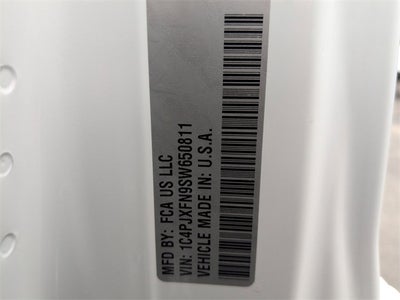 MFD BY: FCA US LLC
VIN: 1C4PJXFN9SW650811
VEHICLE MADE IN: U.S.A.